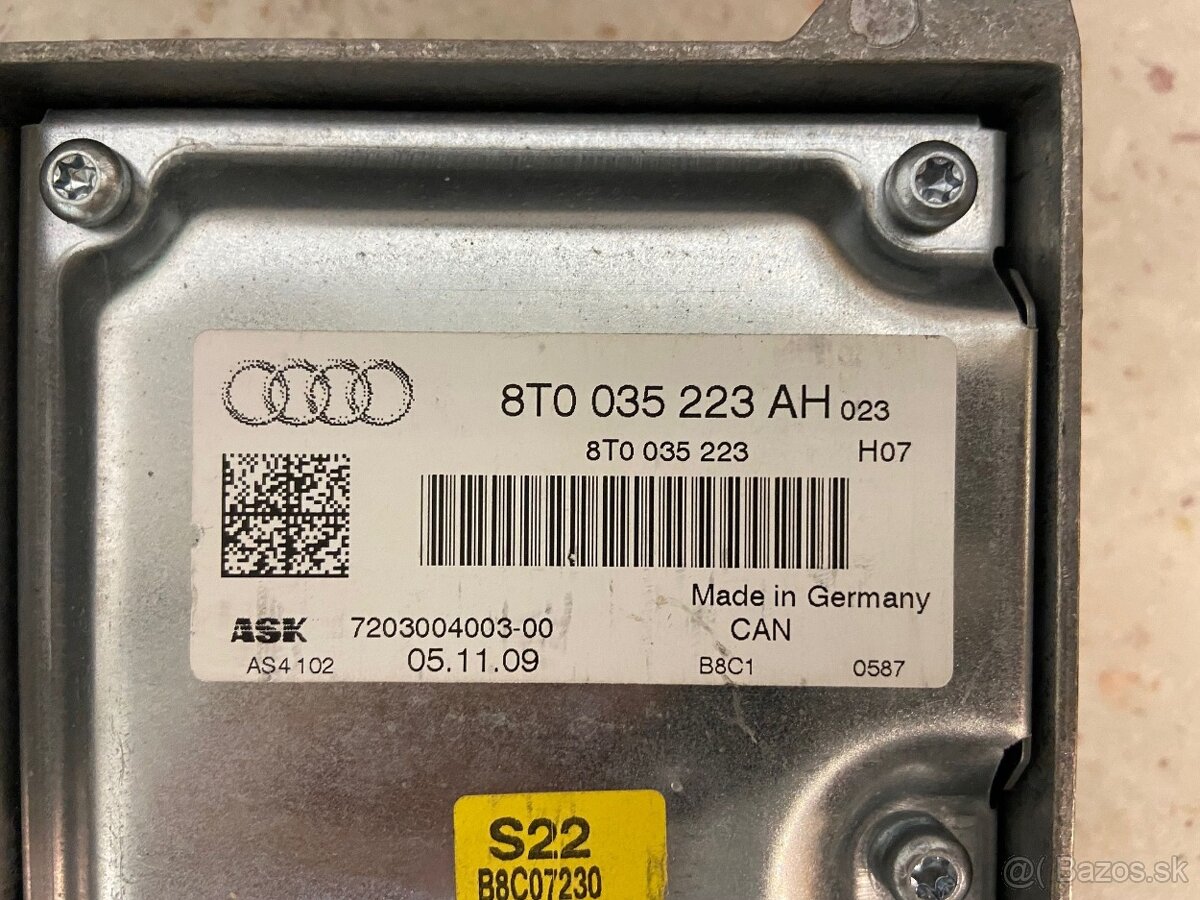 8T0 035 223 AH 023
8T0 035 223 H07
Made in Germany
ASK 7203004003-00 CAN
AS4 102 05.11.09 B8C1 0587
S22
B8C07230
@( Bazos.sk